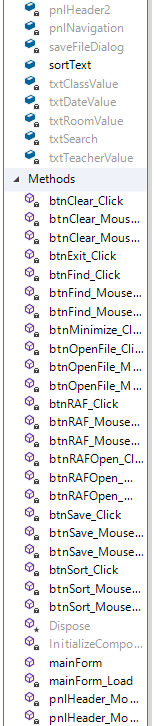 pnlHeader2
pnlNavigation
saveFileDialog
sortText
txtClassValue
txtDateValue
txtRoomValue
txtSearch
txtTeacherValue
Methods
btnClear_Click
btnClear_Mous...
btnClear_Mous...
btnExit_Click
btnFind_Click
btnFind_Mouse...
btnFind_Mouse...
btnMinimize_Cl...
btnOpenFile_Cli...
btnOpenFile_M...
btnOpenFile_M...
btnRAF_Click
btnRAF_Mouse...
btnRAF_Mouse...
btnRAFOpen_Cl...
btnRAFOpen_...
btnRAFOpen_...
btnSave_Click
btnSave_Mouse...
btnSave_Mouse...
btnSort_Click
btnSort_Mouse...
btnSort_Mouse...
Dispose
InitializeCompo...
mainForm
mainForm_Load
pnlHeader_Mo...
pnlHeader_Mo...